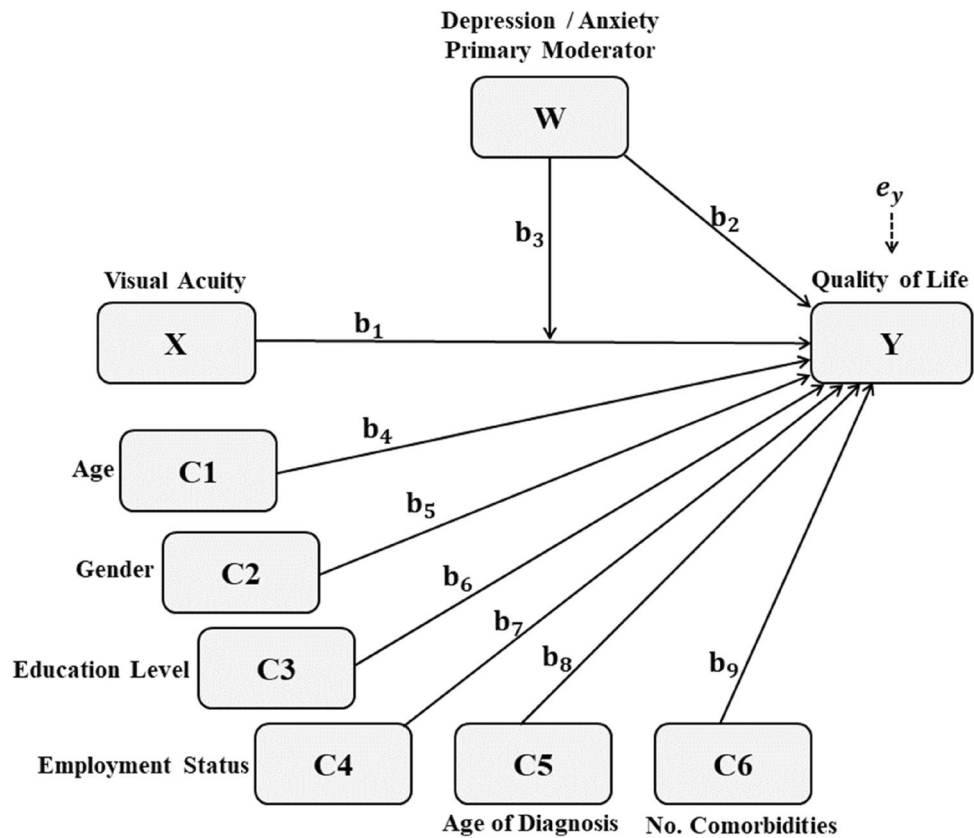 Depression / Anxiety
Primary Moderator
W
b₃
b₂
e_y
Visual Acuity
Quality of Life
X
b₁
Y
Age
C1
b₄
Gender
C2
b₅
Education Level
C3
b₆
Employment Status
C4
b₇
C5
b₈
Age of Diagnosis
C6
b₉
No. Comorbidities